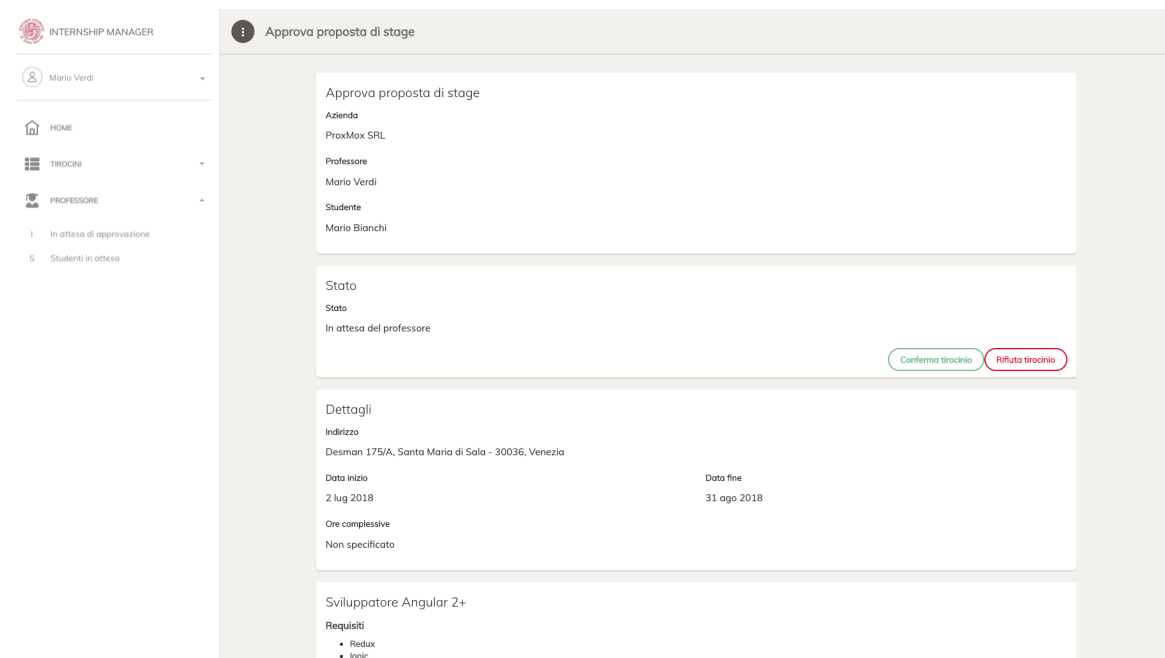 INTERNSHIP MANAGER
Mario Verdi
HOME
TIROCINI
PROFESSORE
I In attesa di approvazione
S Studenti in attesa
Approva proposta di stage
Approva proposta di stage
Azienda
ProxMox SRL
Professore
Mario Verdi
Studente
Mario Bianchi
Stato
Stato
In attesa del professore
Conferma tirocinio Rifiuta tirocinio
Dettagli
Indirizzo
Desman 175/A, Santa Maria di Sala - 30036, Venezia
Data inizio Data fine
2 lug 2018 31 ago 2018
Ore complessive
Non specificato
Sviluppatore Angular 2+
Requisiti
• Redux
• Ionic